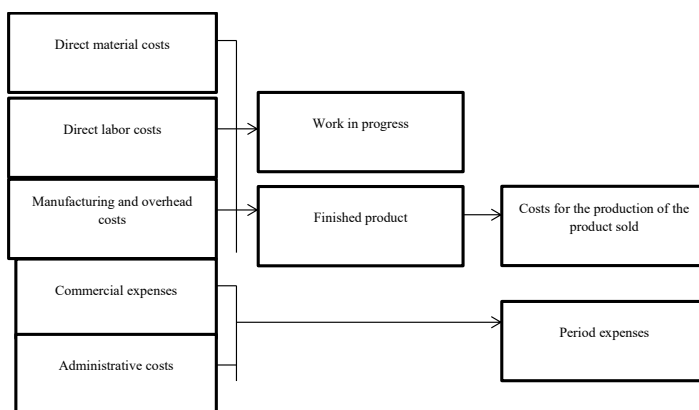 Direct material costs
Direct labor costs
Work in progress
Manufacturing and overhead
costs
Finished product
Costs for the production of the
product sold
Commercial expenses
Period expenses
Administrative costs